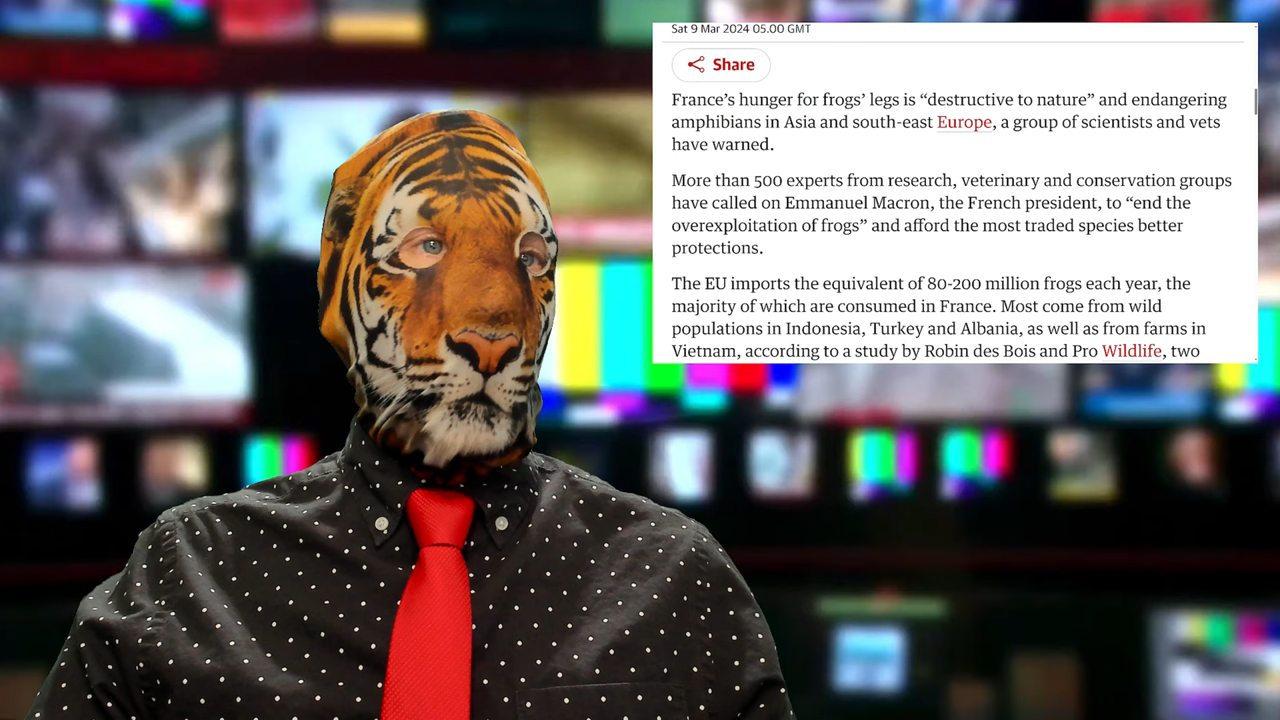 Sat 9 Mar 2024 05.00 GMT
Share
France’s hunger for frogs’ legs is “destructive to nature” and endangering
amphibians in Asia and south-east Europe, a group of scientists and vets
have warned.
More than 500 experts from research, veterinary and conservation groups
have called on Emmanuel Macron, the French president, to “end the
overexploitation of frogs” and afford the most traded species better
protections.
The EU imports the equivalent of 80-200 million frogs each year, the
majority of which are consumed in France. Most come from wild
populations in Indonesia, Turkey and Albania, as well as from farms in
Vietnam, according to a study by Robin des Bois and Pro Wildlife, two